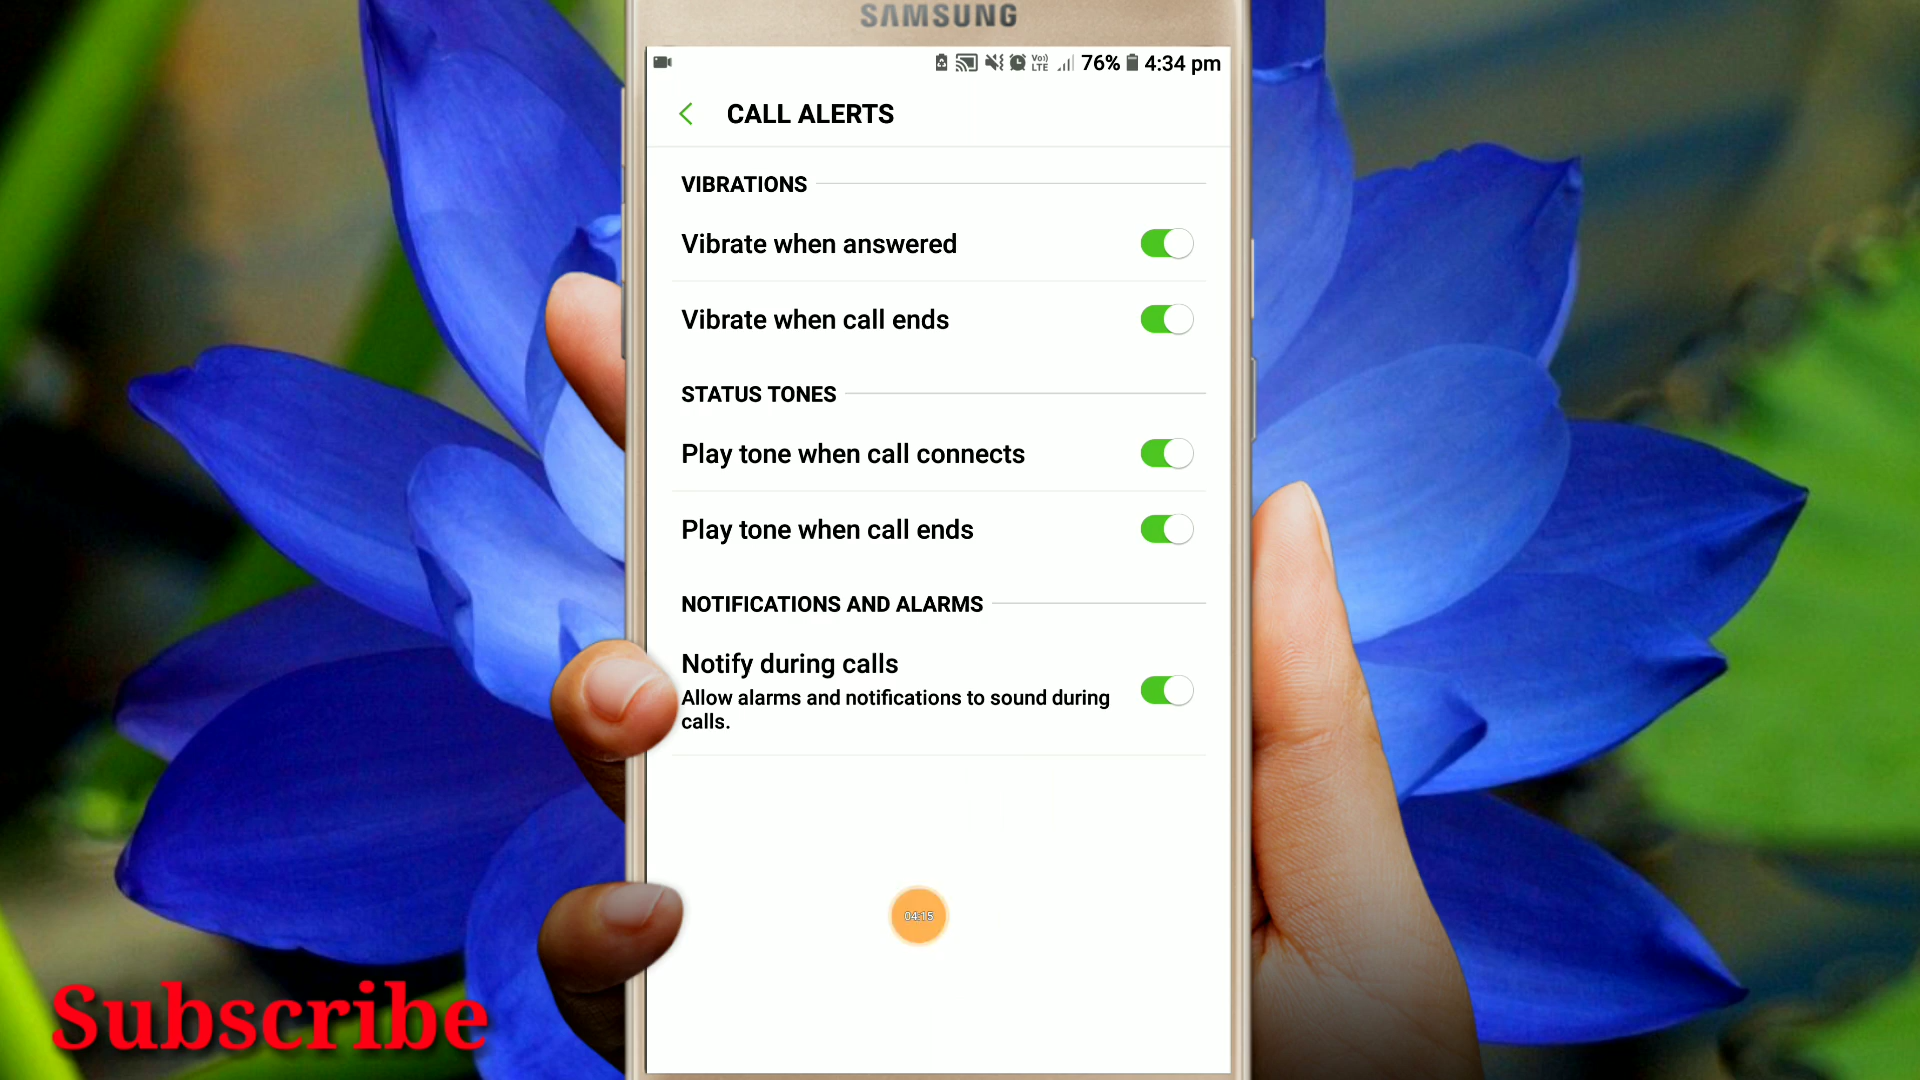 SAMSUNG
Vo)) LTE 76% 4:34 pm
CALL ALERTS
VIBRATIONS
Vibrate when answered
Vibrate when call ends
STATUS TONES
Play tone when call connects
Play tone when call ends
NOTIFICATIONS AND ALARMS
Notify during calls
Allow alarms and notifications to sound during
calls.
04:15
Subscribe